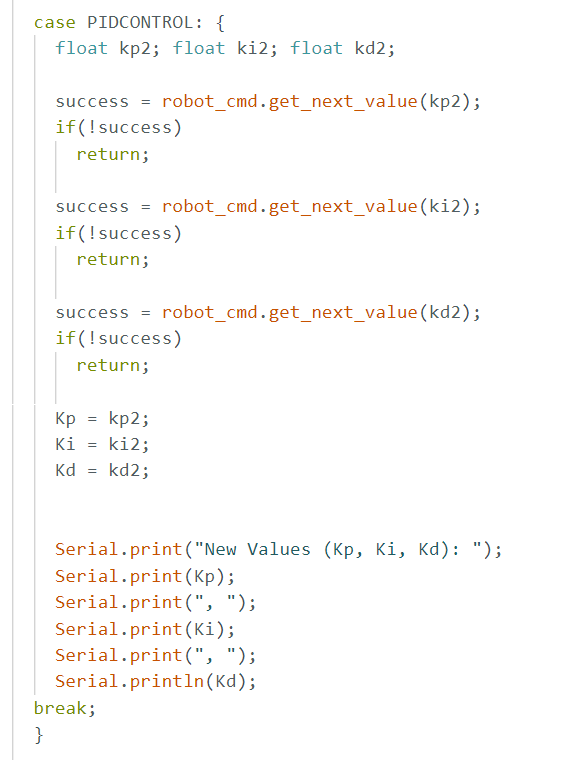 case PIDCONTROL: {
float kp2; float ki2; float kd2;
success = robot_cmd.get_next_value(kp2);
if(!success)
return;
success = robot_cmd.get_next_value(ki2);
if(!success)
return;
success = robot_cmd.get_next_value(kd2);
if(!success)
return;
Kp = kp2;
Ki = ki2;
Kd = kd2;
Serial.print("New Values (Kp, Ki, Kd): ");
Serial.print(Kp);
Serial.print(", ");
Serial.print(Ki);
Serial.print(", ");
Serial.println(Kd);
break;
}